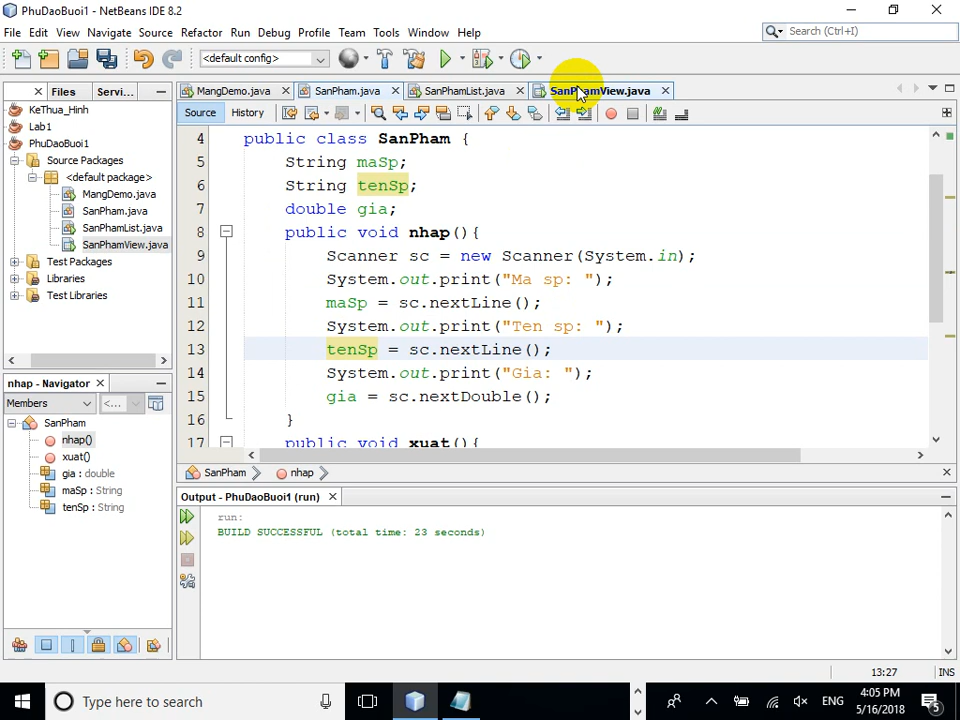 PhuDaoBuoi1 - NetBeans IDE 8.2
File Edit View Navigate Source Refactor Run Debug Profile Team Tools Window Help
Search (Ctrl+I)
<default config>
Files Servi...
MangDemo.java SanPham.java SanPhamList.java SanPhamView.java
Source History
KeThua_Hinh
Lab1
PhuDaoBuoi1
Source Packages
<default package>
MangDemo.java
SanPham.java
SanPhamList.java
SanPhamView.java
Test Packages
Libraries
Test Libraries
4 public class SanPham {
5 String maSp;
6 String tenSp;
7 double gia;
8 public void nhap(){
9 Scanner sc = new Scanner(System.in);
10 System.out.print("Ma sp: ");
11 maSp = sc.nextLine();
12 System.out.print("Ten sp: ");
13 tenSp = sc.nextLine();
14 System.out.print("Gia: ");
15 gia = sc.nextDouble();
16 }
17 public void xuat(){
SanPham nhap
nhap - Navigator
Members <...
SanPham
nhap()
xuat()
gia : double
maSp : String
tenSp : String
Output - PhuDaoBuoi1 (run)
run:
BUILD SUCCESSFUL (total time: 23 seconds)
13:27 INS
Type here to search
ENG
4:05 PM
5/16/2018
5